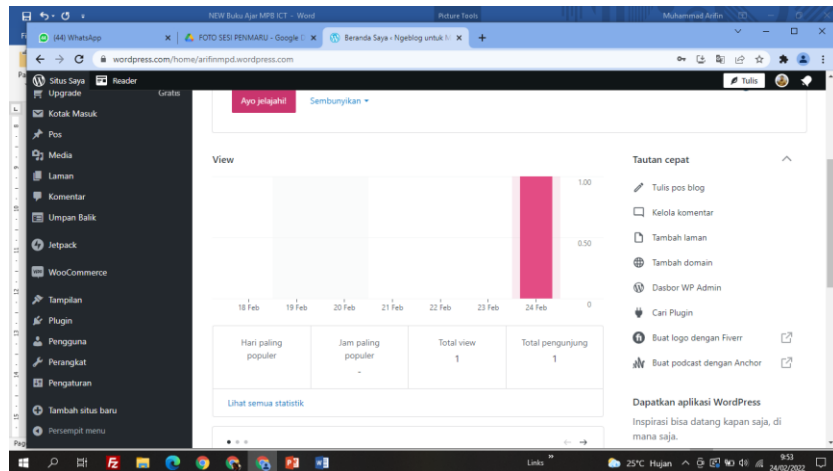 NEW Buku Ajar MPB ICT - Word
Picture Tools
Muhammad Arifin
(44) WhatsApp
FOTO SESI PENMARU - Google D
Beranda Saya ‹ Ngeblog untuk M
wordpress.com/home/arifinmpd.wordpress.com
Situs Saya
Reader
Tulis
Upgrade
Gratis
Kotak Masuk
Pos
Media
Laman
Komentar
Umpan Balik
Jetpack
WooCommerce
Tampilan
Plugin
Pengguna
Perangkat
Pengaturan
Tambah situs baru
Persempit menu
Ayo jelajahi!
Sembunyikan
View
1.00
0.50
0
18 Feb 19 Feb 20 Feb 21 Feb 22 Feb 23 Feb 24 Feb
Hari paling
populer
Jam paling
populer
-
Total view
1
Total pengunjung
1
Lihat semua statistik
Tautan cepat
Tulis pos blog
Kelola komentar
Tambah laman
Tambah domain
Dasbor WP Admin
Cari Plugin
Buat logo dengan Fiverr
Buat podcast dengan Anchor
Dapatkan aplikasi WordPress
Inspirasi bisa datang kapan saja, di
mana saja.
Links
25°C Hujan
9:53
24/02/2022